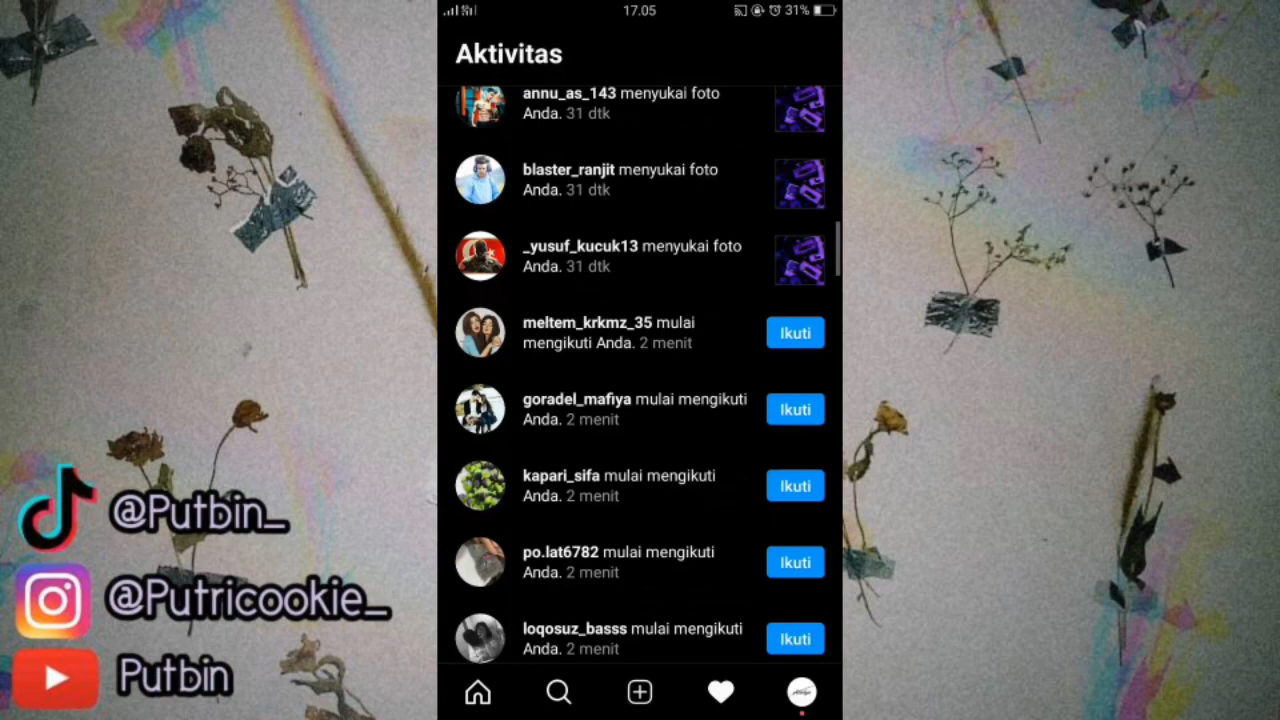 17.05
31%
Aktivitas
annu_as_143 menyukai foto
Anda. 31 dtk
blaster_ranjit menyukai foto
Anda. 31 dtk
_yusuf_kucuk13 menyukai foto
Anda. 31 dtk
meltem_krkmz_35 mulai
mengikuti Anda. 2 menit
Ikuti
goradel_mafiya mulai mengikuti
Anda. 2 menit
Ikuti
kapari_sifa mulai mengikuti
Anda. 2 menit
Ikuti
po.lat6782 mulai mengikuti
Anda. 2 menit
Ikuti
loqosuz_basss mulai mengikuti
Anda. 2 menit
Ikuti
@Putbin_
@Putricookie_
Putbin